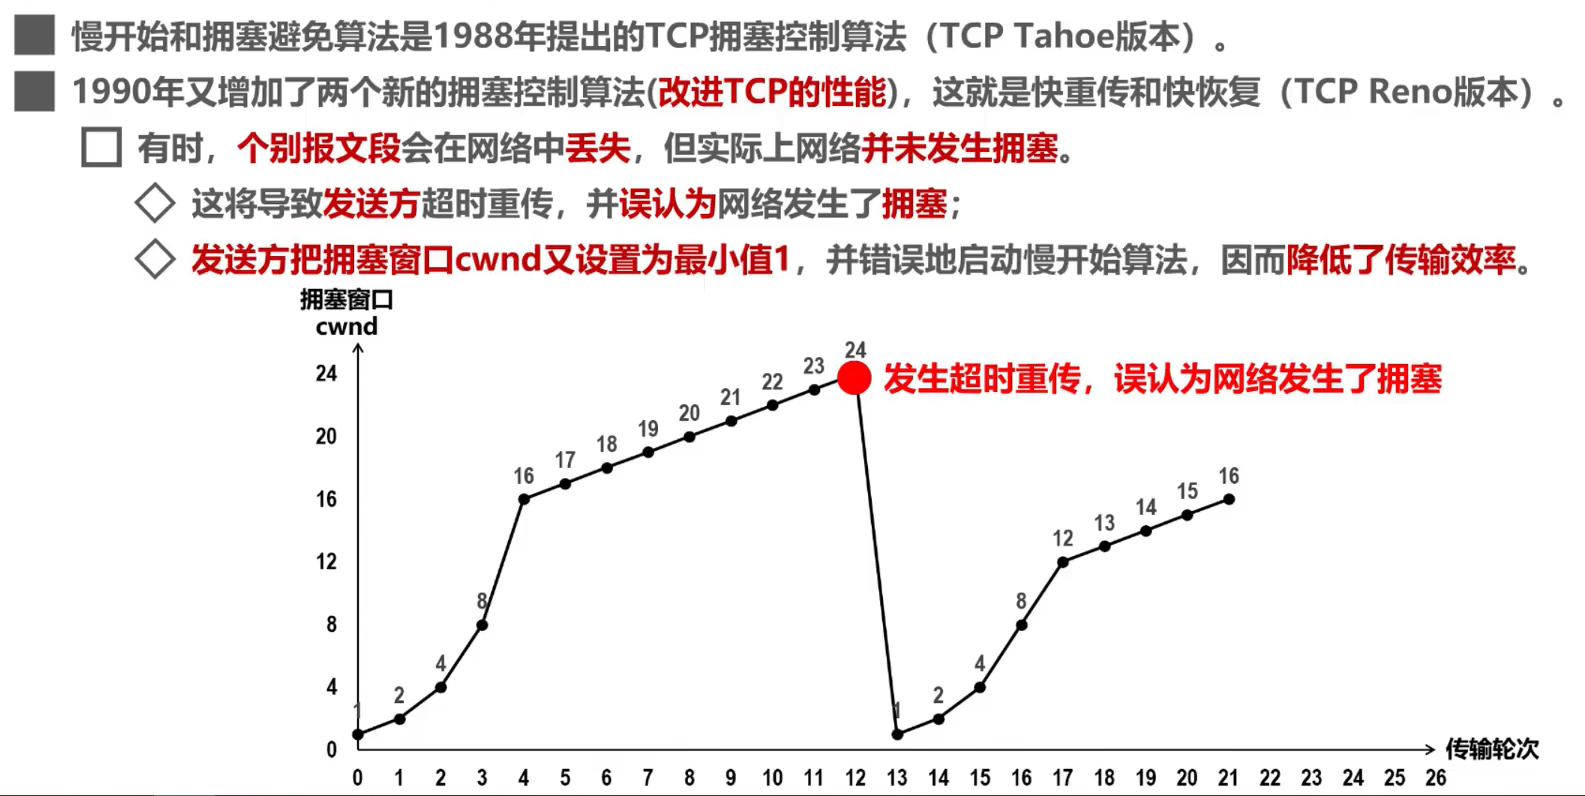 慢开始和拥塞避免算法是1988年提出的TCP拥塞控制算法（TCP Tahoe版本）。
1990年又增加了两个新的拥塞控制算法(改进TCP的性能)，这就是快重传和快恢复（TCP Reno版本）。
有时，个别报文段会在网络中丢失，但实际上网络并未发生拥塞。
这将导致发送方超时重传，并误认为网络发生了拥塞；
发送方把拥塞窗口cwnd又设置为最小值1，并错误地启动慢开始算法，因而降低了传输效率。
拥塞窗口
cwnd
24
20
16
12
8
4
0
1
2
4
8
16
17
18
19
20
21
22
23
24
发生超时重传，误认为网络发生了拥塞
1
2
4
8
12
13
14
15
16
传输轮次
0 1 2 3 4 5 6 7 8 9 10 11 12 13 14 15 16 17 18 19 20 21 22 23 24 25 26